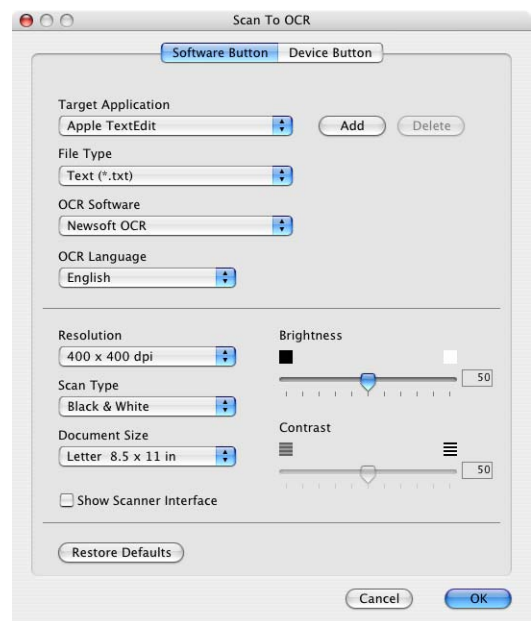 Scan To OCR
Software Button Device Button
Target Application
Apple TextEdit Add Delete
File Type
Text (*.txt)
OCR Software
Newsoft OCR
OCR Language
English
Resolution Brightness
400 x 400 dpi
50
Scan Type
Black & White
Document Size Contrast
Letter 8.5 x 11 in
50
Show Scanner Interface
Restore Defaults
Cancel OK